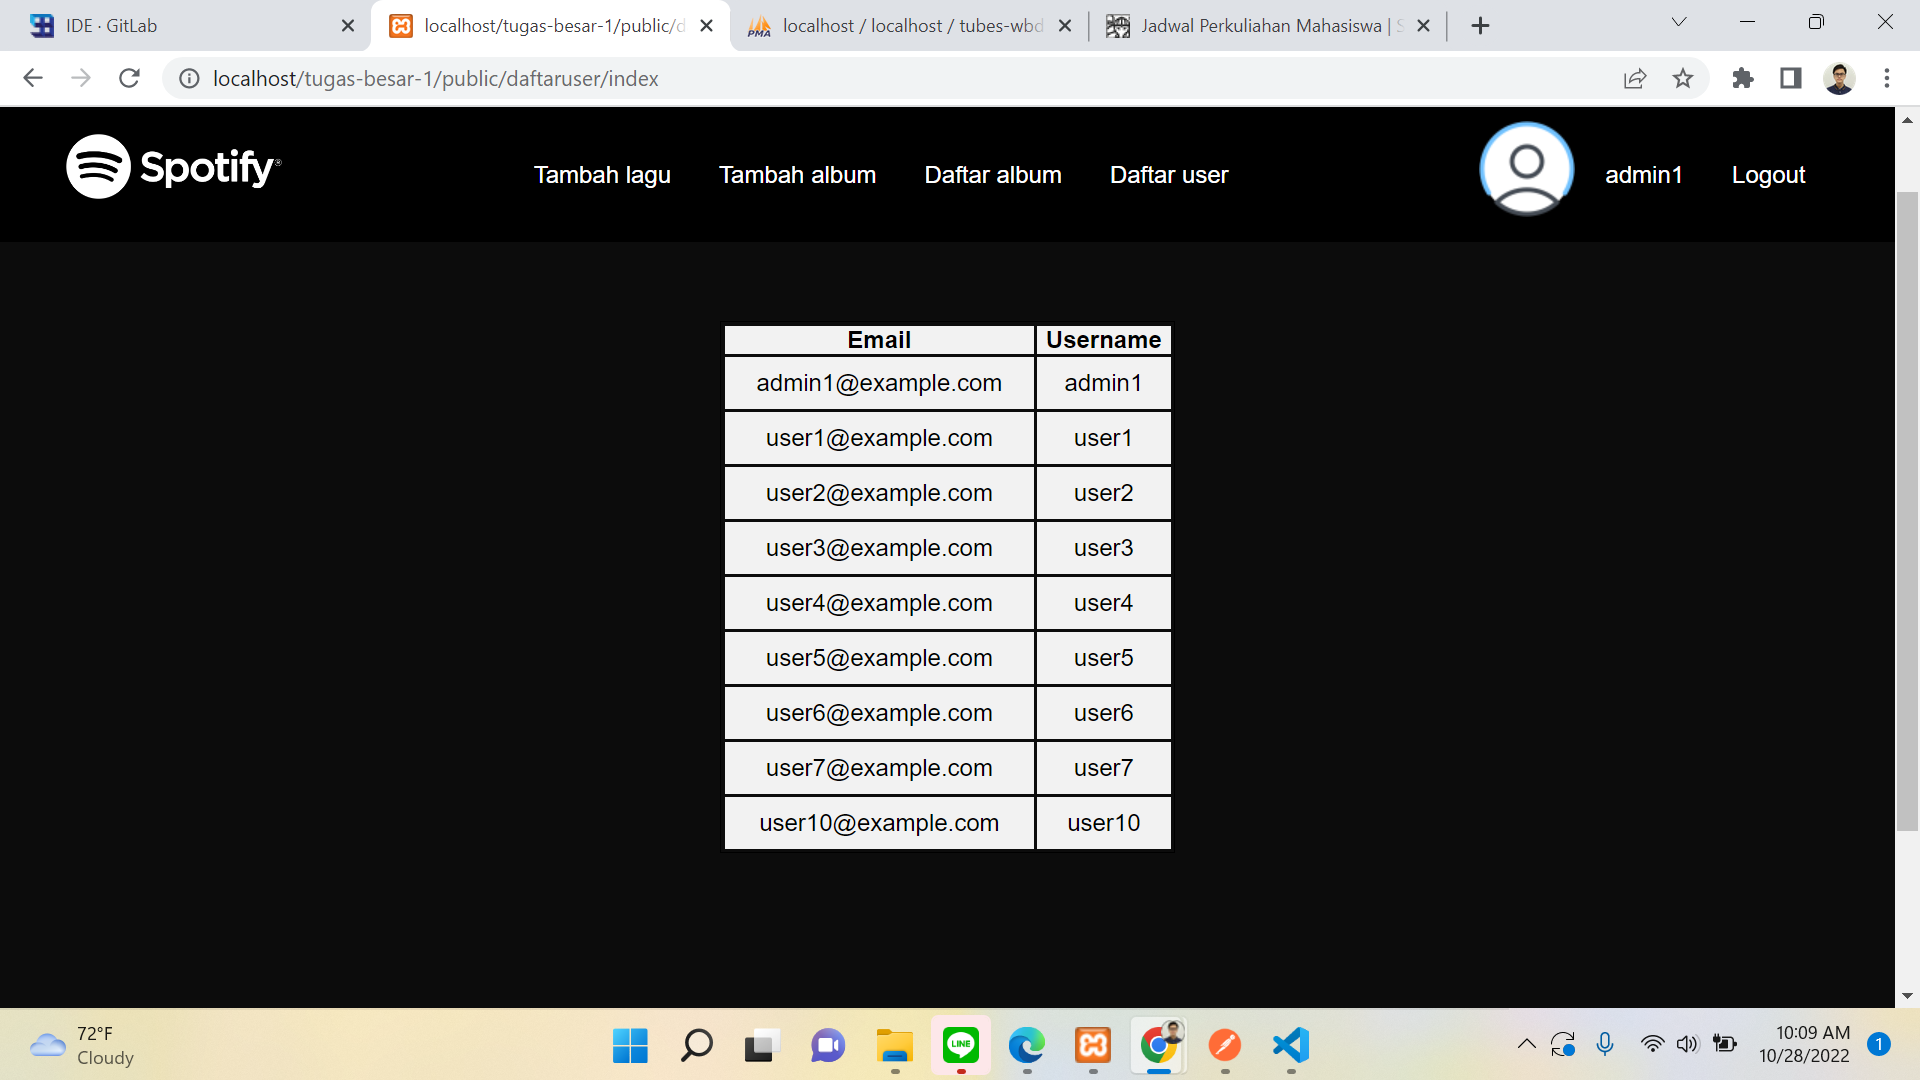 IDE · GitLab
localhost/tugas-besar-1/public/d
localhost / localhost / tubes-wbd
Jadwal Perkuliahan Mahasiswa | S
localhost/tugas-besar-1/public/daftaruser/index
Spotify®
Tambah lagu
Tambah album
Daftar album
Daftar user
admin1
Logout
Email Username
admin1@example.com admin1
user1@example.com user1
user2@example.com user2
user3@example.com user3
user4@example.com user4
user5@example.com user5
user6@example.com user6
user7@example.com user7
user10@example.com user10
72°F
Cloudy
LINE
10:09 AM
10/28/2022
1
PMA